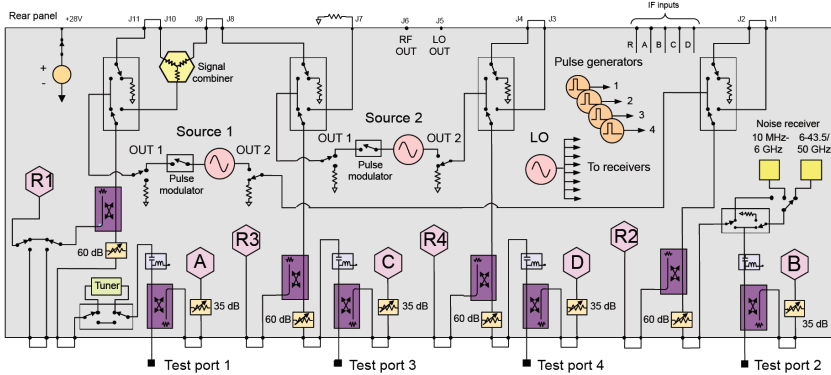 Rear panel
+28V
J11
J10
J9
J8
J7
J6
J5
J4
J3
J2
J1
RF
OUT
LO
OUT
IF inputs
R
A
B
C
D
+
-
Signal
combiner
Pulse generators
1
2
3
4
Noise receiver
10 MHz-
6 GHz
6-43.5/
50 GHz
Source 1
OUT 1
OUT 2
Pulse
modulator
Source 2
OUT 1
OUT 2
Pulse
modulator
LO
To receivers
R1
60 dB
Tuner
A
35 dB
R3
60 dB
C
35 dB
R4
60 dB
D
35 dB
R2
60 dB
B
35 dB
Test port 1
Test port 3
Test port 4
Test port 2